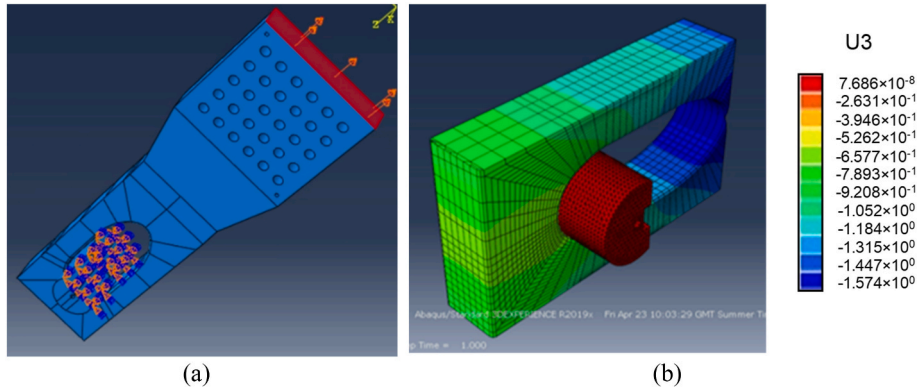 U3
7.686×10-8
-2.631×10-1
-3.946×10-1
-5.262×10-1
-6.577×10-1
-7.893×10-1
-9.208×10-1
-1.052×100
-1.184×100
-1.315×100
-1.447×100
-1.574×100
Abaqus/Standard 3DEXPERIENCE R2019x Fri Apr 23 10:03:29 GMT Summer Ti
p Time = 1.000
(a)
(b)